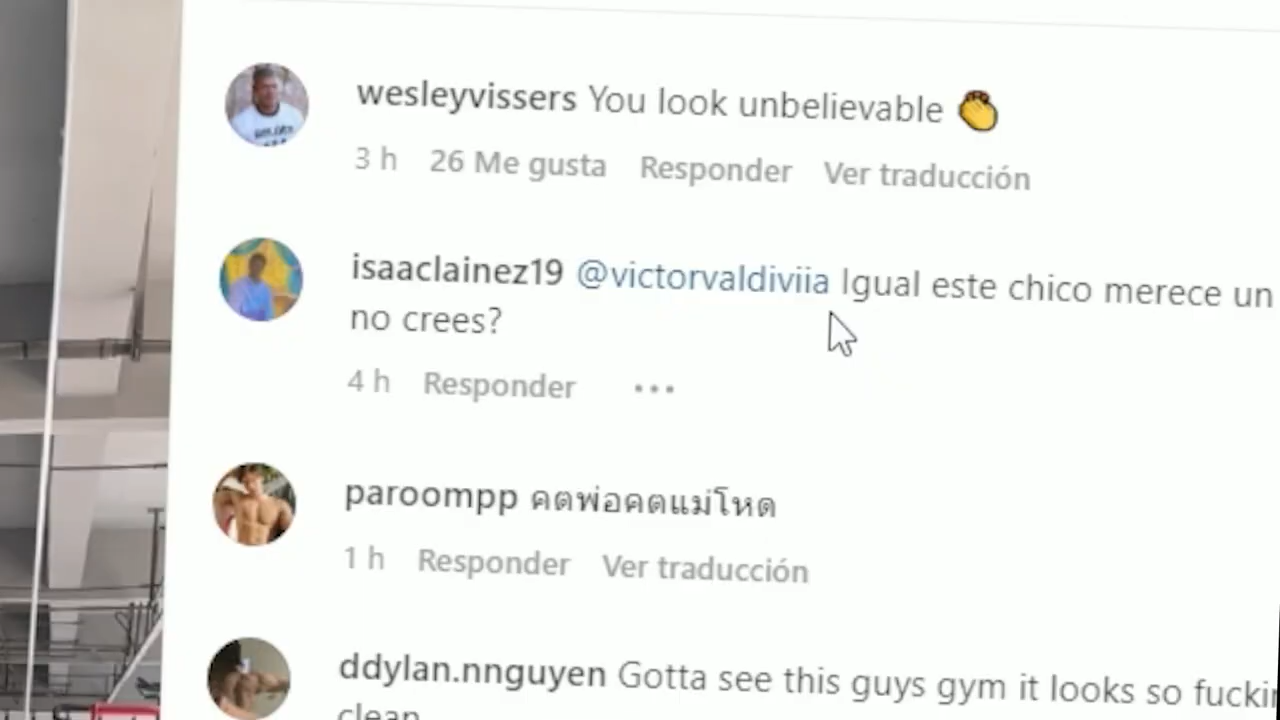 wesleyvissers You look unbelievable 👏
3 h 26 Me gusta Responder Ver traducción
isaaclainez19 @victorvaldiviia Igual este chico merece un
no crees?
4 h Responder •••
paroompp คตพ่อคตแม่โหด
1 h Responder Ver traducción
ddylan.nnguyen Gotta see this guys gym it looks so
clean